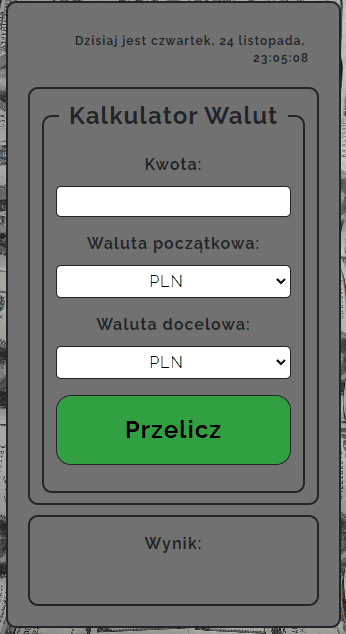 Dzisiaj jest czwartek, 24 listopada,
23:05:08
Kalkulator Walut
Kwota:
Waluta początkowa:
PLN
Waluta docelowa:
PLN
Przelicz
Wynik: